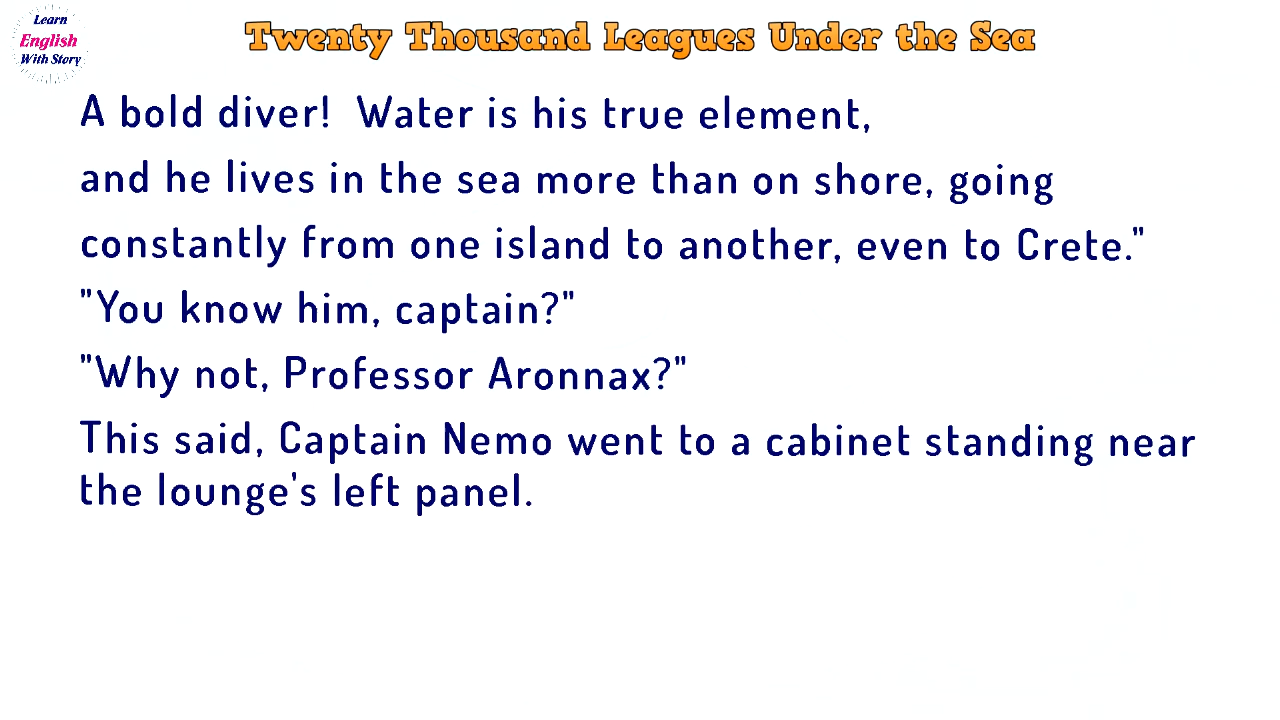 Learn
English
With Story
Twenty Thousand Leagues Under the Sea
A bold diver!  Water is his true element,
and he lives in the sea more than on shore, going
constantly from one island to another, even to Crete."
"You know him, captain?"
"Why not, Professor Aronnax?"
This said, Captain Nemo went to a cabinet standing near
the lounge's left panel.